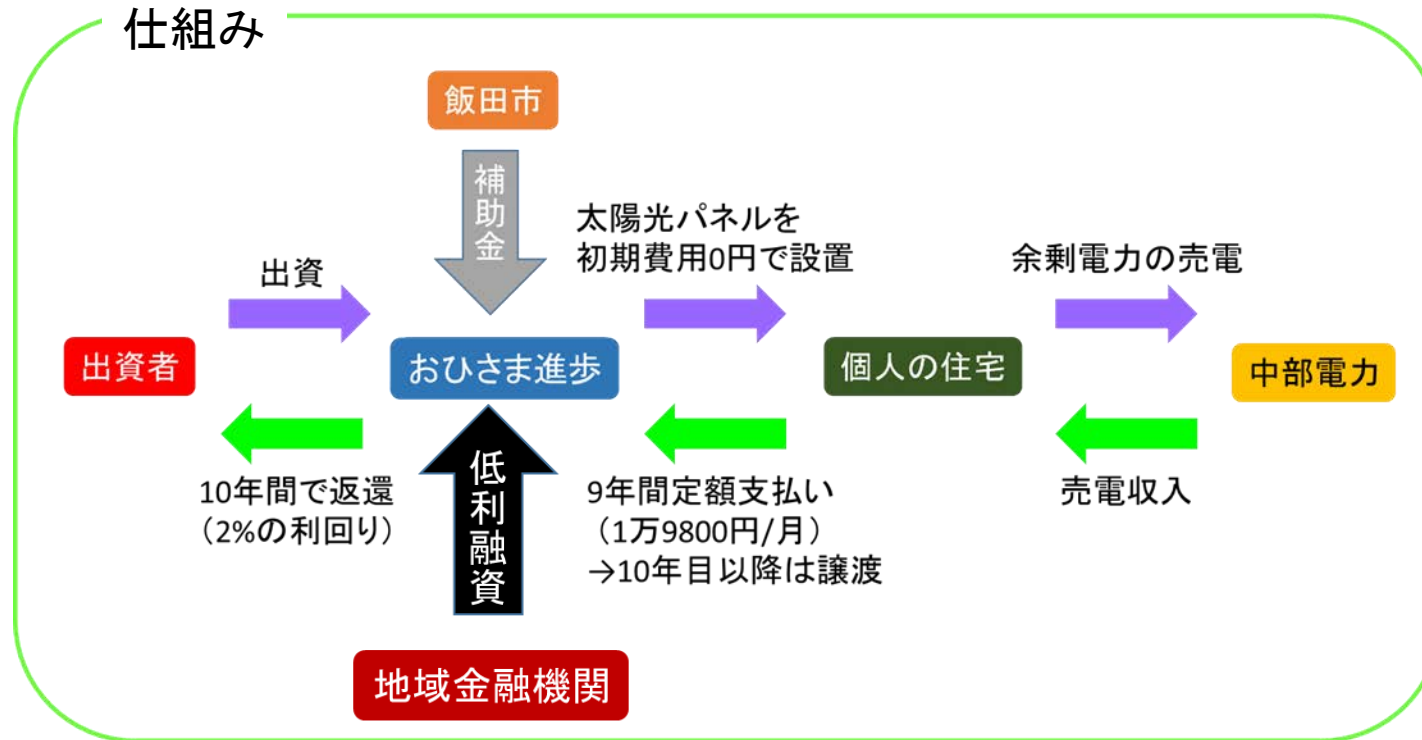 仕組み
飯田市
補助金
太陽光パネルを
初期費用0円で設置
出資
余剰電力の売電
出資者
おひさま進歩
個人の住宅
中部電力
10年間で返還
（2%の利回り）
低利融資
9年間定額支払い
（1万9800円/月）
→10年目以降は譲渡
売電収入
地域金融機関